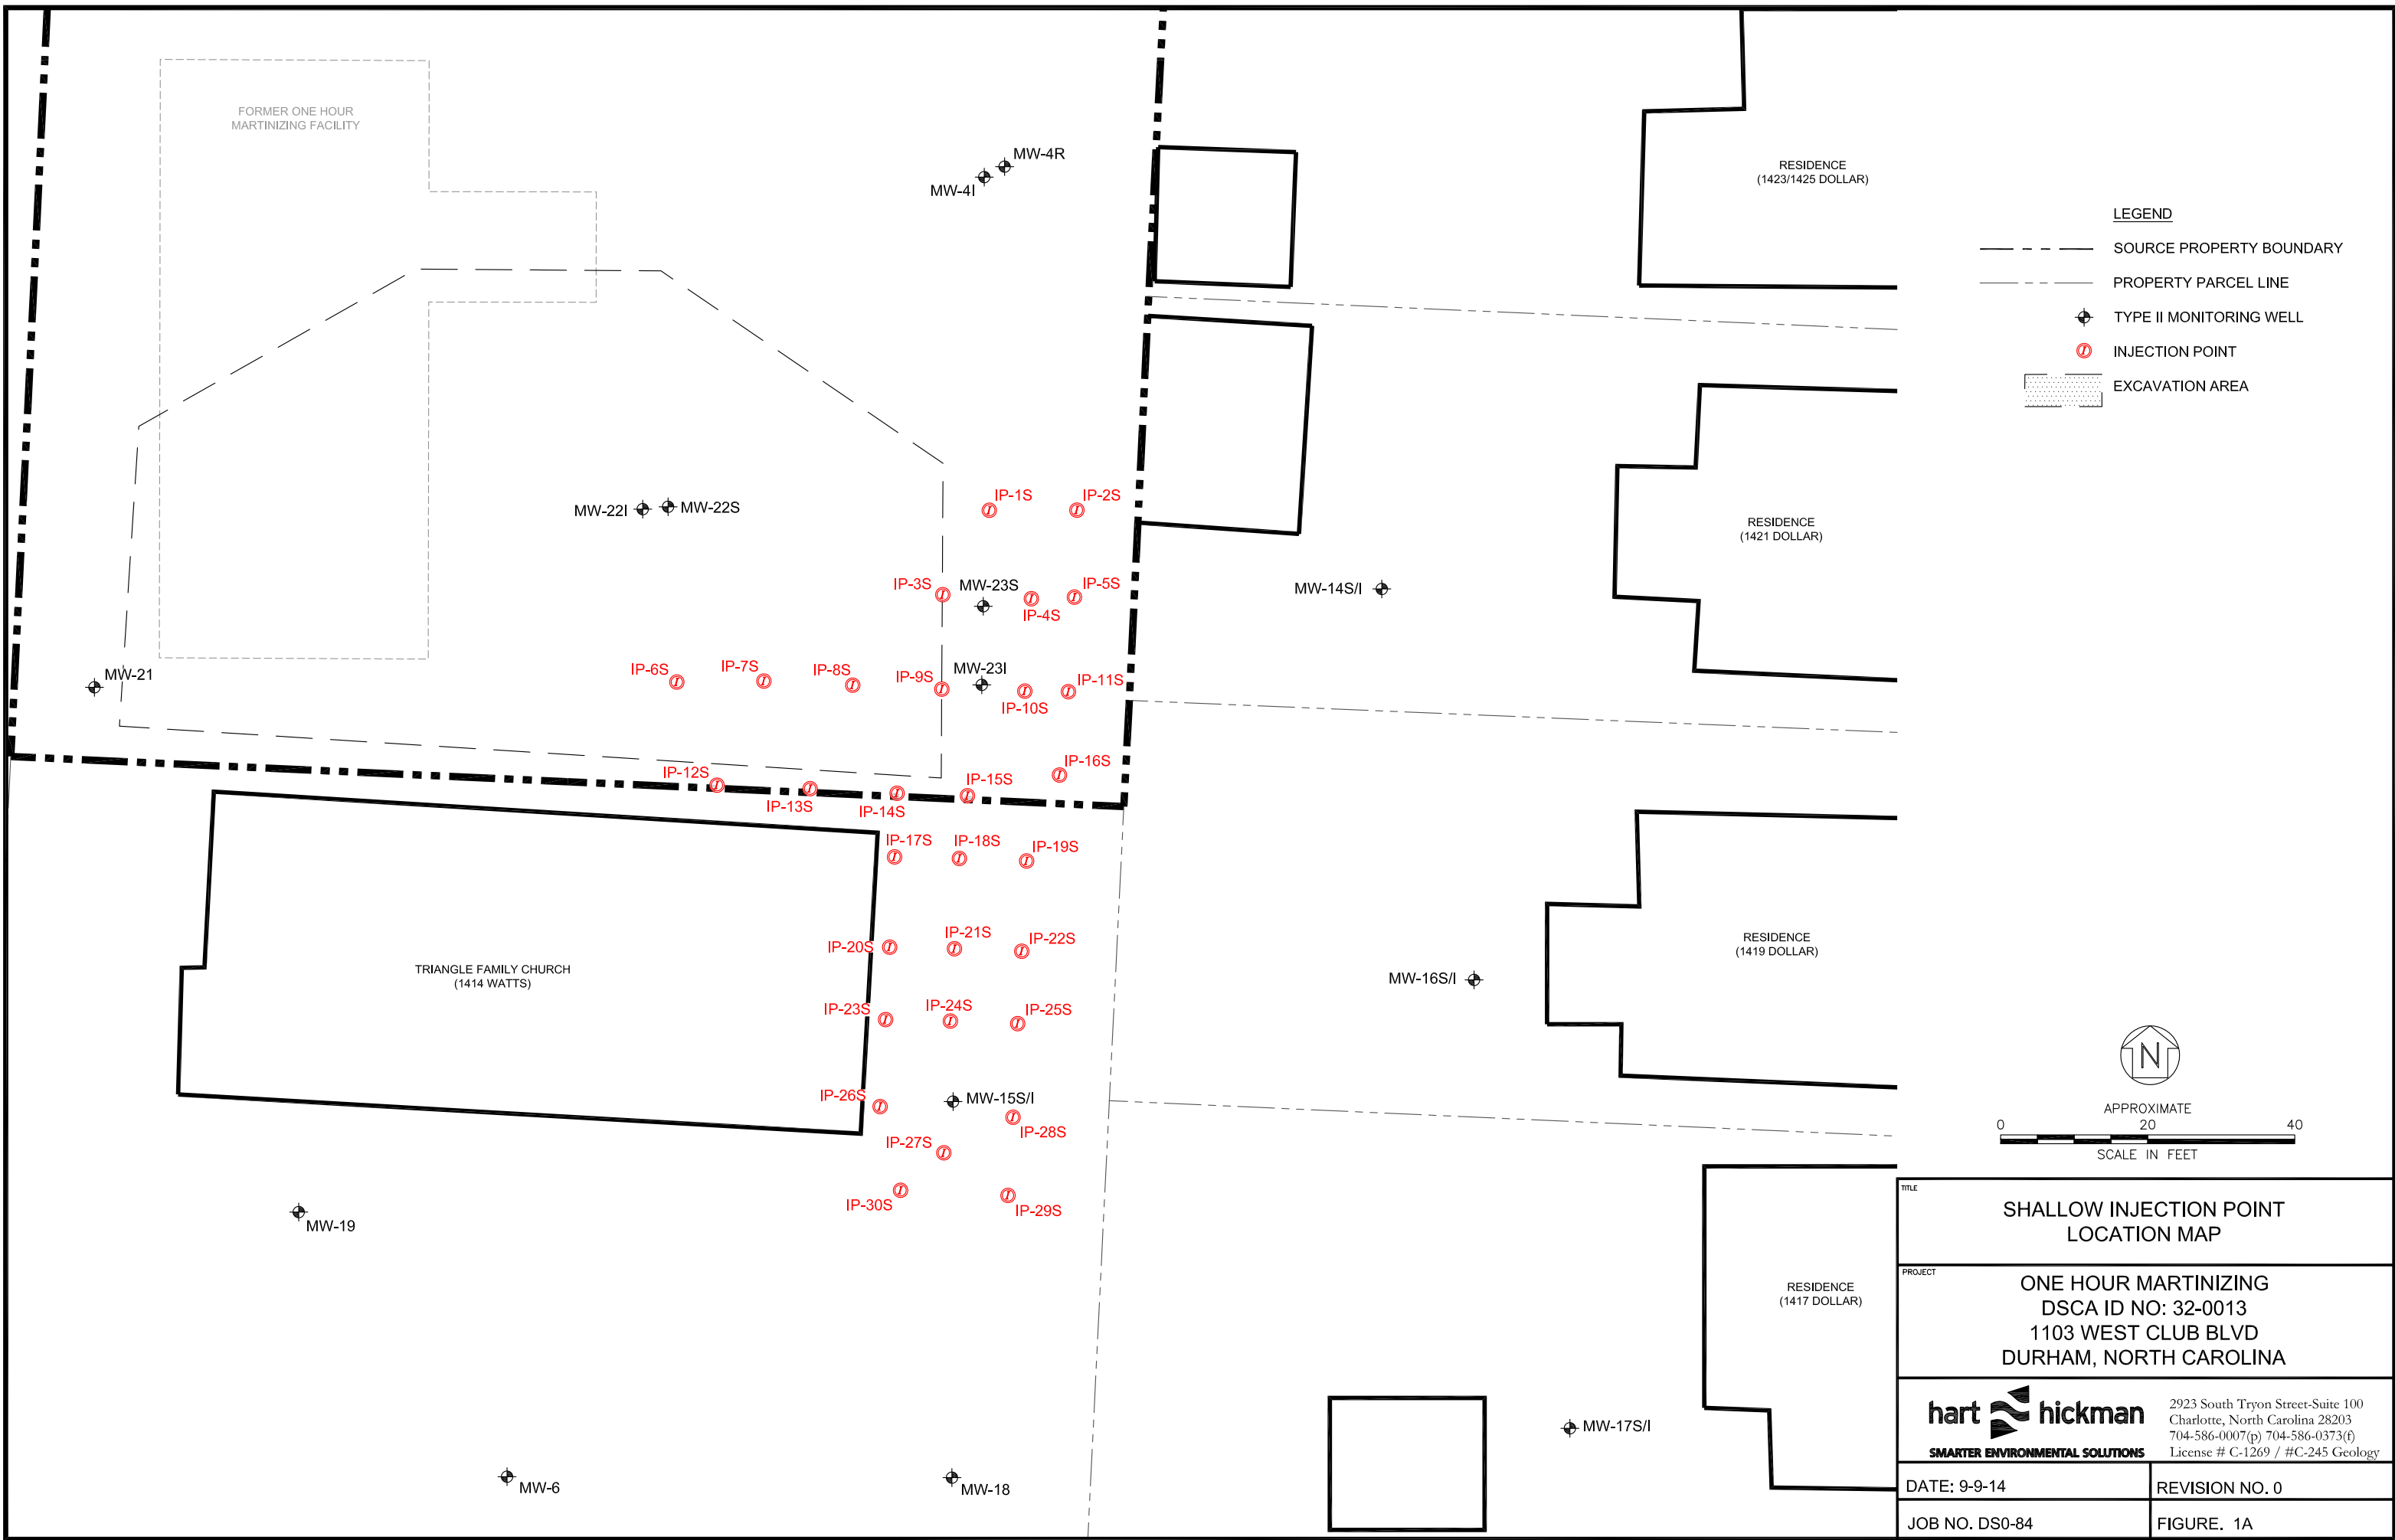 FORMER ONE HOUR
MARTINIZING FACILITY
MW-4R
MW-4I
RESIDENCE
(1423/1425 DOLLAR)
LEGEND
SOURCE PROPERTY BOUNDARY
PROPERTY PARCEL LINE
TYPE II MONITORING WELL
INJECTION POINT
EXCAVATION AREA
MW-22I
MW-22S
IP-1S
IP-2S
RESIDENCE
(1421 DOLLAR)
IP-3S
MW-23S
IP-5S
IP-4S
MW-14S/I
MW-21
IP-6S
IP-7S
IP-8S
IP-9S
MW-23I
IP-11S
IP-10S
IP-12S
IP-13S
IP-14S
IP-15S
IP-16S
IP-17S
IP-18S
IP-19S
IP-20S
IP-21S
IP-22S
TRIANGLE FAMILY CHURCH
(1414 WATTS)
MW-16S/I
RESIDENCE
(1419 DOLLAR)
IP-23S
IP-24S
IP-25S
IP-26S
MW-15S/I
IP-28S
IP-27S
IP-30S
IP-29S
MW-19
N
APPROXIMATE
0 20 40
SCALE IN FEET
RESIDENCE
(1417 DOLLAR)
MW-17S/I
MW-6
MW-18
TITLE
SHALLOW INJECTION POINT
LOCATION MAP
PROJECT
ONE HOUR MARTINIZING
DSCA ID NO: 32-0013
1103 WEST CLUB BLVD
DURHAM, NORTH CAROLINA
hart hickman
SMARTER ENVIRONMENTAL SOLUTIONS
2923 South Tryon Street-Suite 100
Charlotte, North Carolina 28203
704-586-0007(p) 704-586-0373(f)
License # C-1269 / #C-245 Geology
DATE: 9-9-14
REVISION NO. 0
JOB NO. DS0-84
FIGURE. 1A